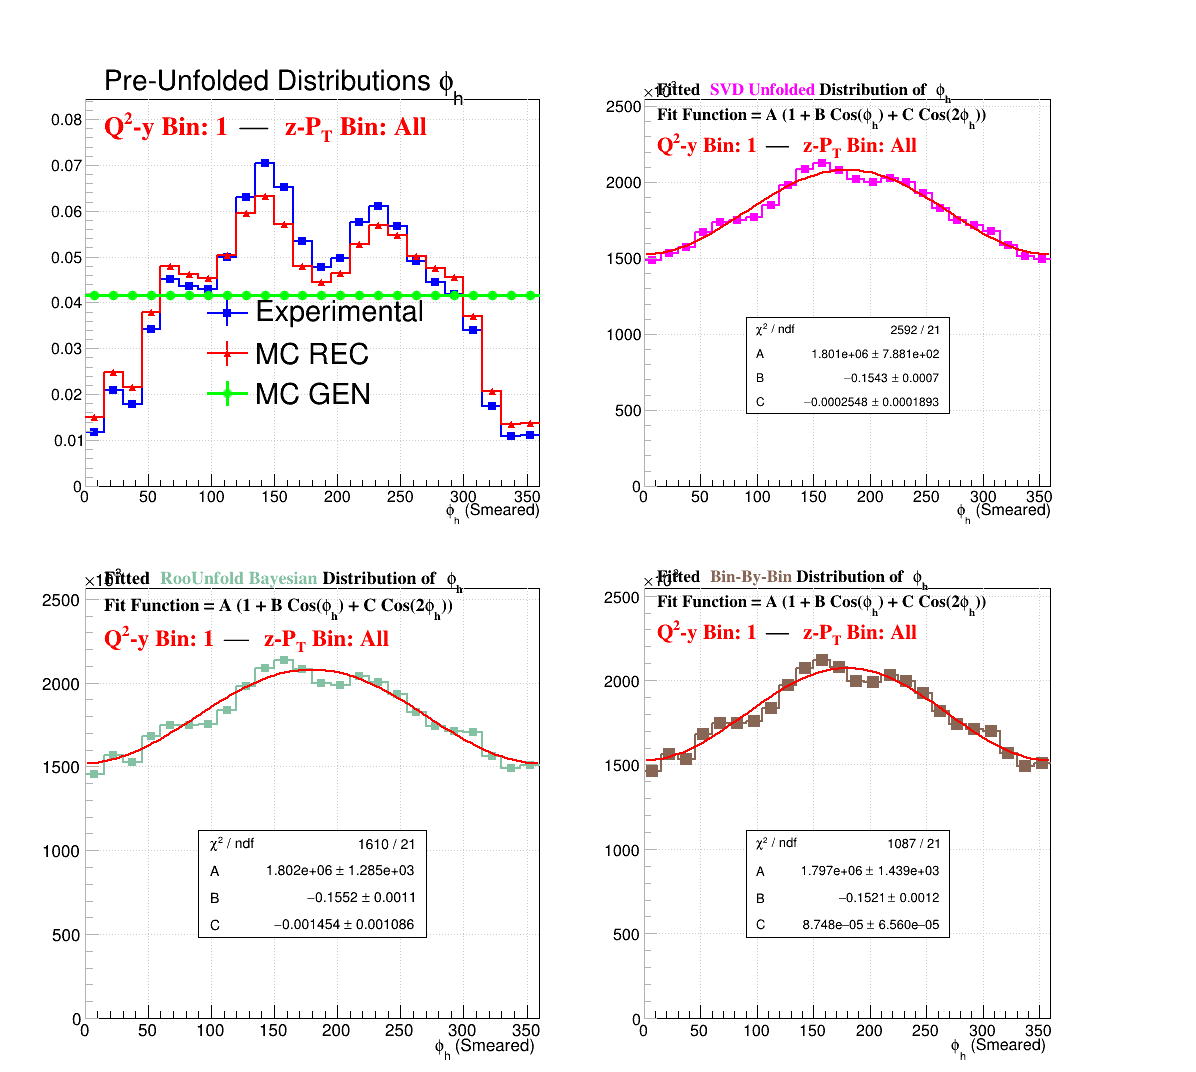 Pre-Unfolded Distributions ϕh
Q²-y Bin: 1 — z-PT Bin: All
0.08
0.07
0.06
0.05
0.04
0.03
0.02
0.01
0
Experimental
MC REC
MC GEN
0 50 100 150 200 250 300 350
ϕh (Smeared)
Fitted SVD Unfolded Distribution of ϕh
Fit Function = A (1 + B Cos(ϕh) + C Cos(2ϕh))
Q²-y Bin: 1 — z-PT Bin: All
2500
2000
1500
1000
500
0
χ² / ndf 2592 / 21
A 1.801e+06 ± 7.881e+02
B −0.1543 ± 0.0007
C −0.0002548 ± 0.0001893
0 50 100 150 200 250 300 350
ϕh (Smeared)
Fitted RooUnfold Bayesian Distribution of ϕh
Fit Function = A (1 + B Cos(ϕh) + C Cos(2ϕh))
Q²-y Bin: 1 — z-PT Bin: All
2500
2000
1500
1000
500
0
χ² / ndf 1610 / 21
A 1.802e+06 ± 1.285e+03
B −0.1552 ± 0.0011
C −0.001454 ± 0.001086
0 50 100 150 200 250 300 350
ϕh (Smeared)
Fitted Bin-By-Bin Distribution of ϕh
Fit Function = A (1 + B Cos(ϕh) + C Cos(2ϕh))
Q²-y Bin: 1 — z-PT Bin: All
2500
2000
1500
1000
500
0
χ² / ndf 1087 / 21
A 1.797e+06 ± 1.439e+03
B −0.1521 ± 0.0012
C 8.748e−05 ± 6.560e−05
0 50 100 150 200 250 300 350
ϕh (Smeared)